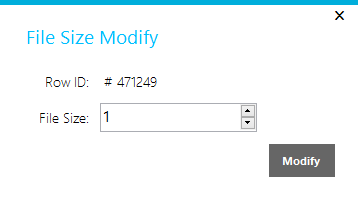 File Size Modify
Row ID: # 471249
File Size: 1
Modify